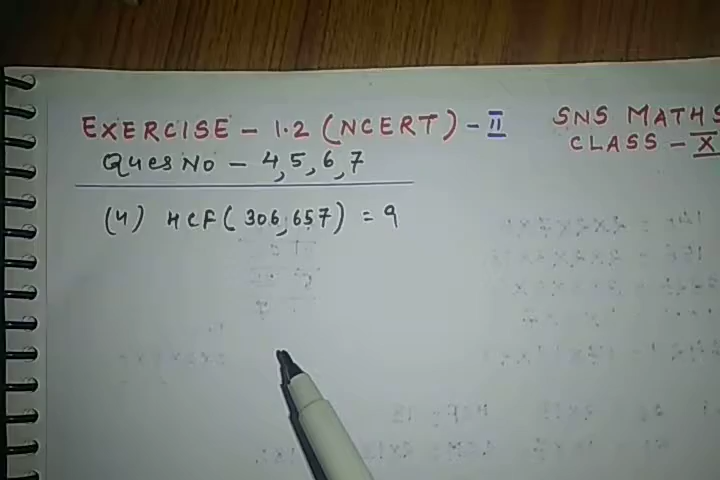 EXERCISE - 1.2 (NCERT) - II
SNS MATHS
CLASS - X
Ques No - 4,5,6,7
(4) HCF(306,657) = 9